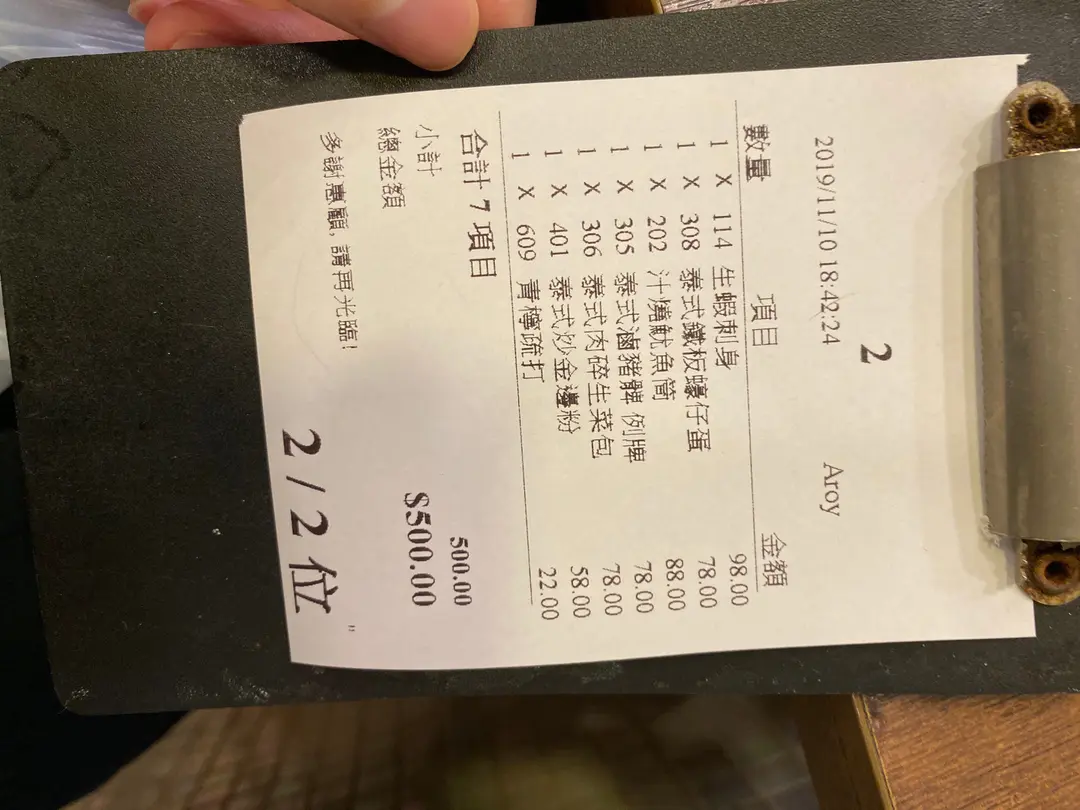 2
2019/11/10 18:42:24 Aroy
數量 項目 金額
1 X 114 生蝦刺身 98.00
1 X 308 泰式鐵板蠔仔蛋 78.00
1 X 202 汁燒魷魚筒 88.00
1 X 305 泰式滷豬髀 例牌 78.00
1 X 306 泰式肉碎生菜包 78.00
1 X 401 泰式炒金邊粉 58.00
1 X 609 青檸疏打 22.00
合計 7 項目
小計 500.00
總金額 $500.00
多謝惠顧, 請再光臨!
2 / 2 位
"